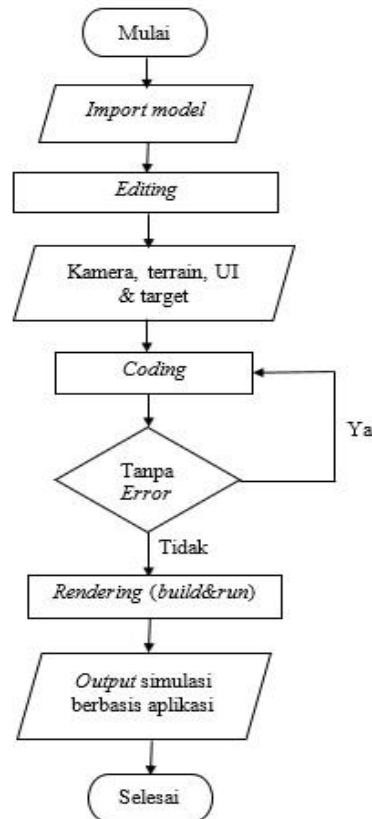 Mulai
Import model
Editing
Kamera, terrain, UI
& target
Coding
Ya
Tanpa
Error
Tidak
Rendering (build&run)
Output simulasi
berbasis aplikasi
Selesai